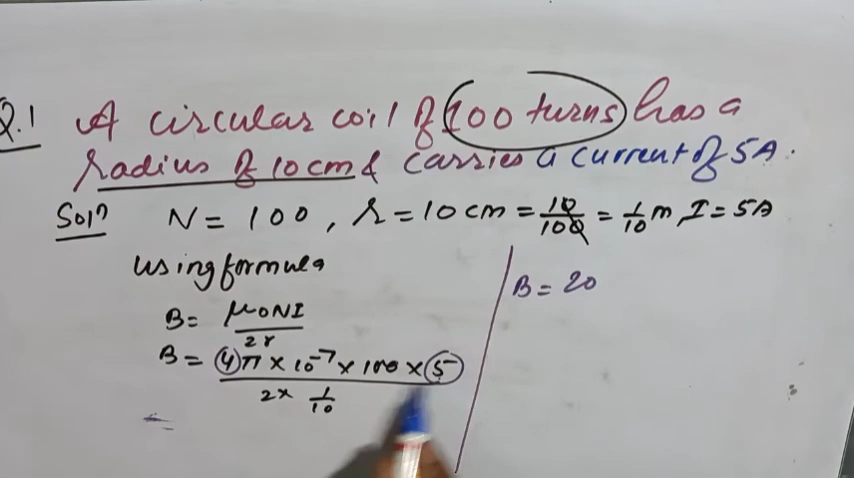 Q.1 A circular coil of 100 turns has a
radius of 10 cm & carries a current of 5A.
Solⁿ N = 100, r = 10 cm = 10/100 = 1/10 m, I = 5A
using formula
B = μ0NI/2r
B = 4π × 10⁻⁷ × 100 × 5 / 2 × 1/10
B = 20